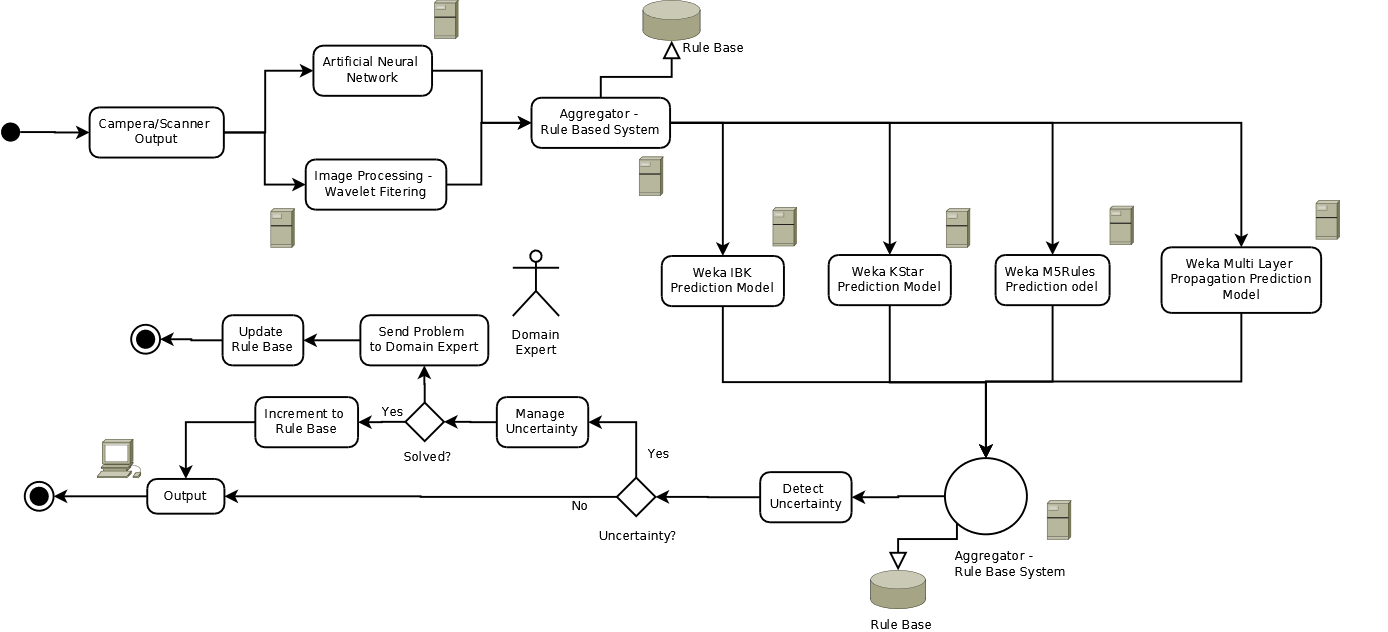 Rule Base
Artificial Neural
Network
Campera/Scanner
Output
Aggregator -
Rule Based System
Image Processing -
Wavelet Fitering
Weka IBK
Prediction Model
Weka KStar
Prediction Model
Weka M5Rules
Prediction odel
Weka Multi Layer
Propagation Prediction
Model
Domain
Expert
Update
Rule Base
Send Problem
to Domain Expert
Increment to
Rule Base
Yes
Solved?
Manage
Uncertainty
Yes
Output
No
Uncertainty?
Detect
Uncertainty
Aggregator -
Rule Base System
Rule Base